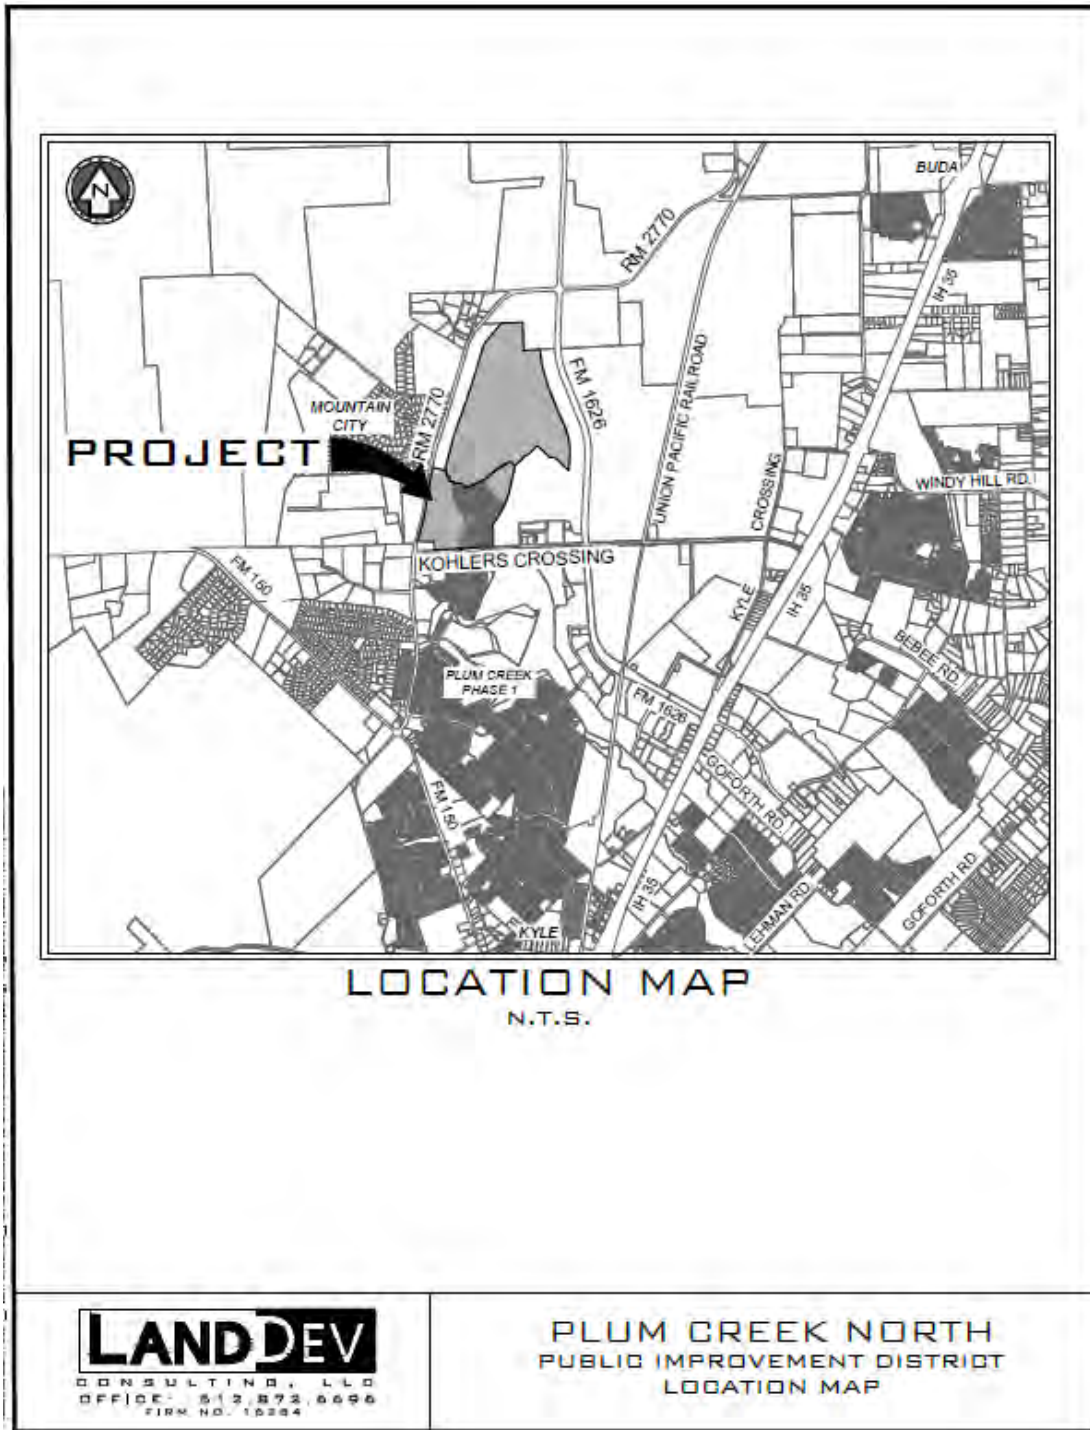 N
BUDA
RM 2770
IH 35
UNION PACIFIC RAILROAD
FM 1626
MOUNTAIN
CITY
RM 2770
PROJECT
WINDY HILL RD.
CROSSING
KYLE
KOHLERS CROSSING
FM 150
IH 35
BEBEE RD.
PLUM CREEK
PHASE 1
FM 1626
GOFORTH RD.
FM 150
GOFORTH RD.
LEHMAN RD.
IH 35
KYLE
LOCATION MAP
N.T.S.
LANDDEV
CONSULTING, LLC
OFFICE: 512.872.6696
FIRM NO. 16384
PLUM CREEK NORTH
PUBLIC IMPROVEMENT DISTRICT
LOCATION MAP